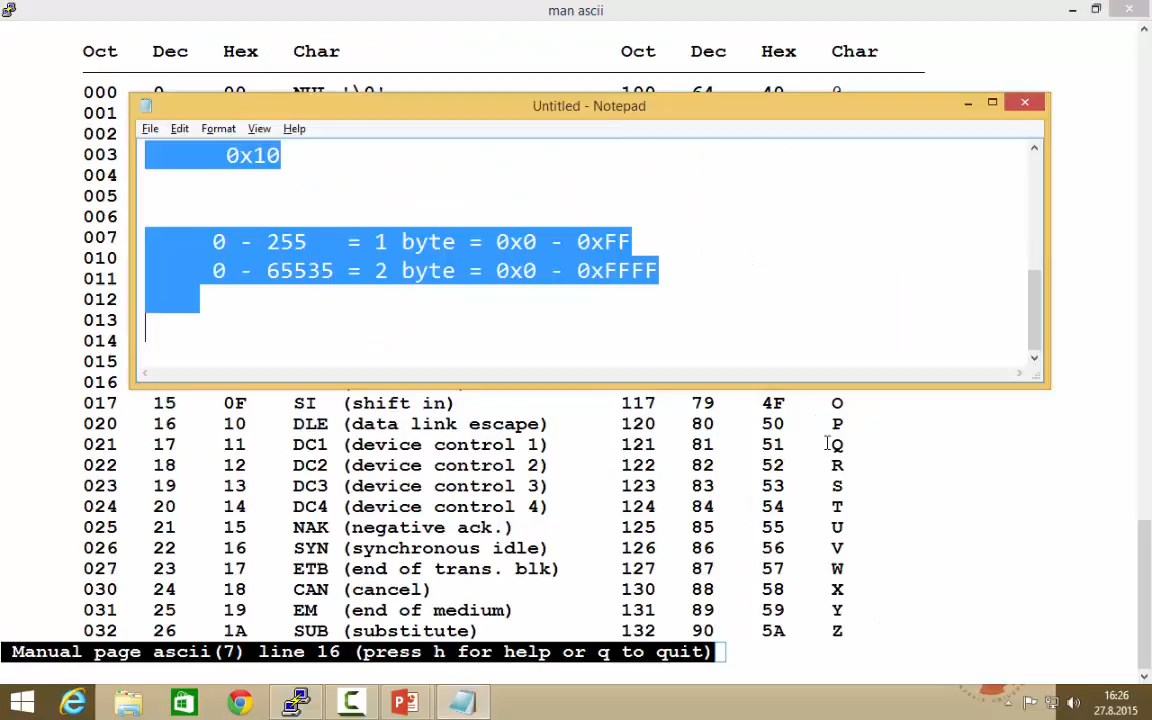 man ascii
Oct Dec Hex Char Oct Dec Hex Char
000
001
002
003
004
005
006
007
010
011
012
013
014
015
016
Untitled - Notepad
File Edit Format View Help
0x10
0 - 255 = 1 byte = 0x0 - 0xFF
0 - 65535 = 2 byte = 0x0 - 0xFFFF
017 15 0F SI (shift in) 117 79 4F O
020 16 10 DLE (data link escape) 120 80 50 P
021 17 11 DC1 (device control 1) 121 81 51 Q
022 18 12 DC2 (device control 2) 122 82 52 R
023 19 13 DC3 (device control 3) 123 83 53 S
024 20 14 DC4 (device control 4) 124 84 54 T
025 21 15 NAK (negative ack.) 125 85 55 U
026 22 16 SYN (synchronous idle) 126 86 56 V
027 23 17 ETB (end of trans. blk) 127 87 57 W
030 24 18 CAN (cancel) 130 88 58 X
031 25 19 EM (end of medium) 131 89 59 Y
032 26 1A SUB (substitute) 132 90 5A Z
Manual page ascii(7) line 16 (press h for help or q to quit)
16:26
27.8.2015